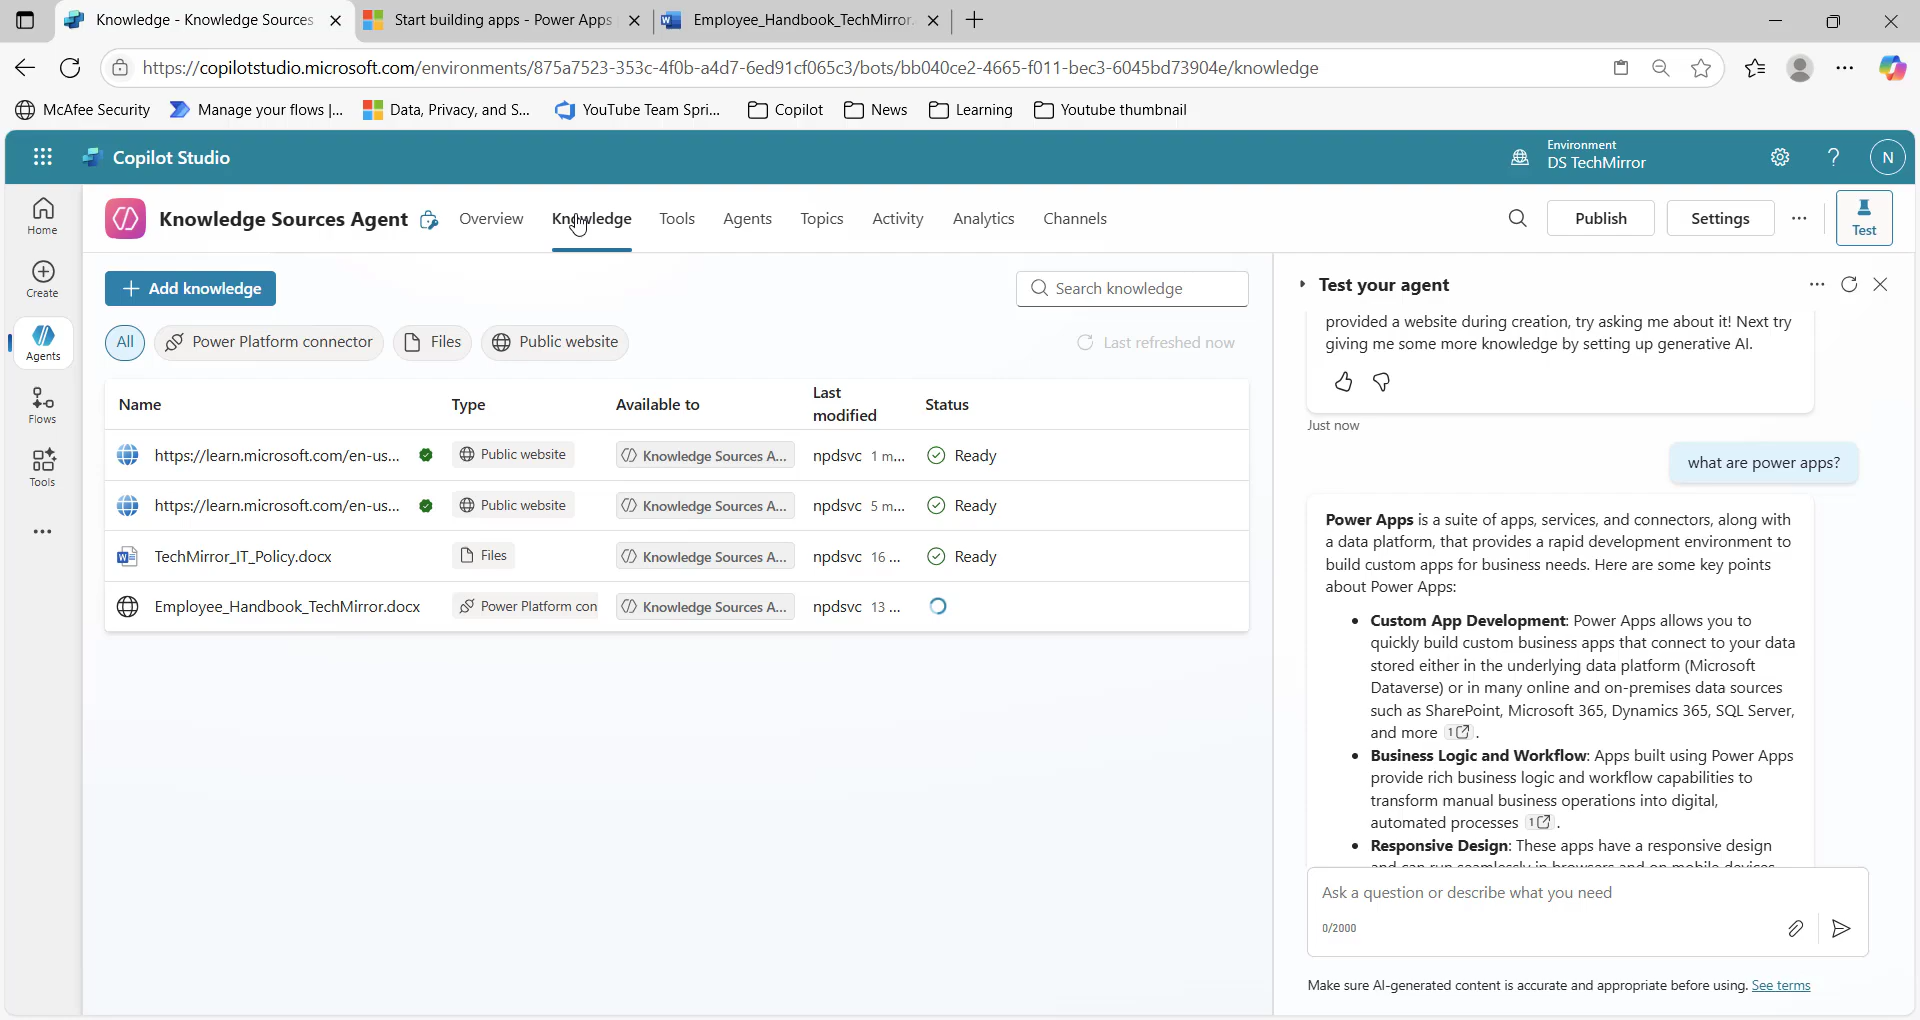 Knowledge - Knowledge Sources
Start building apps - Power Apps
Employee_Handbook_TechMirror.
https://copilotstudio.microsoft.com/environments/875a7523-353c-4f0b-a4d7-6ed91cf065c3/bots/bb040ce2-4665-f011-bec3-6045bd73904e/knowledge
McAfee Security
Manage your flows |...
Data, Privacy, and S...
YouTube Team Spri...
Copilot
News
Learning
Youtube thumbnail
Copilot Studio
Environment
DS TechMirror
N
Home
Create
Agents
Flows
Tools
Knowledge Sources Agent
Overview
Knowledge
Tools
Agents
Topics
Activity
Analytics
Channels
Publish
Settings
Test
Add knowledge
Search knowledge
All
Power Platform connector
Files
Public website
Last refreshed now
Name
Type
Available to
Last
modified
Status
https://learn.microsoft.com/en-us... Public website Knowledge Sources A... npdsvc 1 m... Ready
https://learn.microsoft.com/en-us... Public website Knowledge Sources A... npdsvc 5 m... Ready
TechMirror_IT_Policy.docx Files Knowledge Sources A... npdsvc 16 ... Ready
Employee_Handbook_TechMirror.docx Power Platform con Knowledge Sources A... npdsvc 13 ...
Test your agent
provided a website during creation, try asking me about it! Next try
giving me some more knowledge by setting up generative AI.
Just now
what are power apps?
Power Apps is a suite of apps, services, and connectors, along with
a data platform, that provides a rapid development environment to
build custom apps for business needs. Here are some key points
about Power Apps:
• Custom App Development: Power Apps allows you to
quickly build custom business apps that connect to your data
stored either in the underlying data platform (Microsoft
Dataverse) or in many online and on-premises data sources
such as SharePoint, Microsoft 365, Dynamics 365, SQL Server,
and more 1.
• Business Logic and Workflow: Apps built using Power Apps
provide rich business logic and workflow capabilities to
transform manual business operations into digital,
automated processes 1.
• Responsive Design: These apps have a responsive design
and can run seamlessly in browsers and on mobile devices
Ask a question or describe what you need
0/2000
Make sure AI-generated content is accurate and appropriate before using. See terms